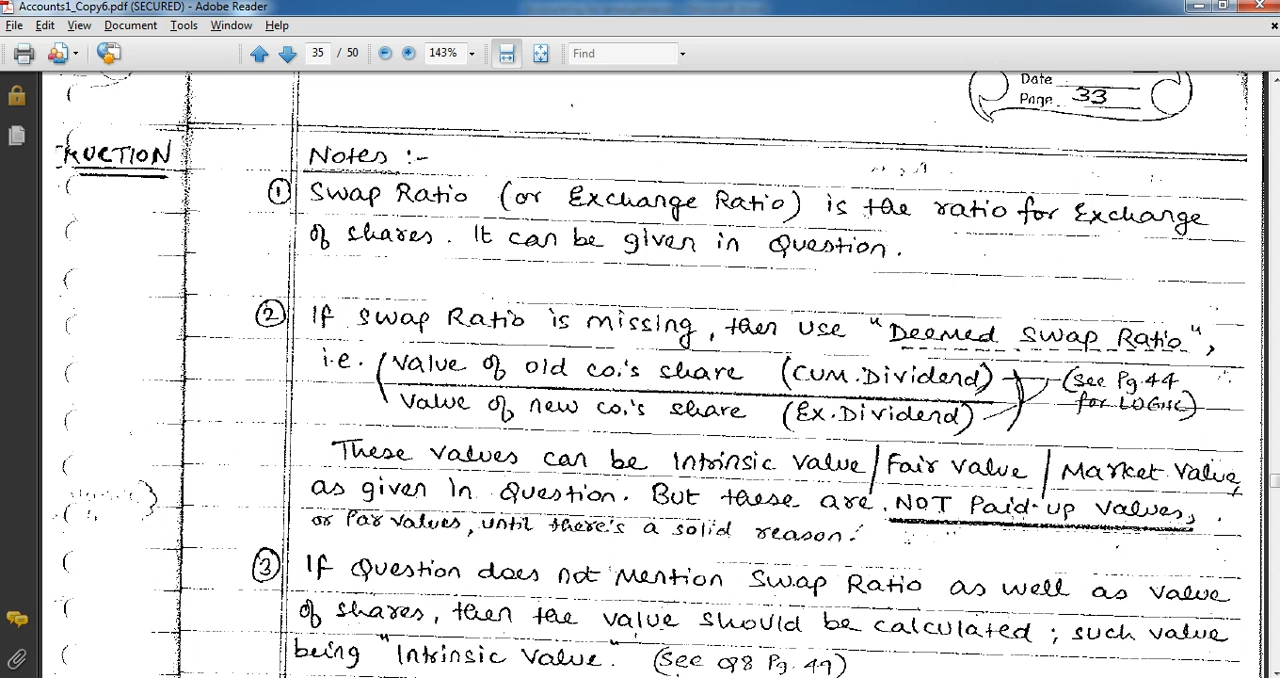 Accounts1_Copy6.pdf (SECURED) - Adobe Reader
File Edit View Document Tools Window Help
35 / 50 143% Find
Date
Page 33
RUCTION
Notes :-
① Swap Ratio (or Exchange Ratio) is the ratio for Exchange
of shares. It can be given in Question.
② If Swap Ratio is missing, then use "Deemed Swap Ratio",
i.e. (Value of old co.'s share (CUM. Dividend)
Value of new co.'s share (Ex. Dividend) )
(See Pg. 44
for LOGIC)
These values can be Intrinsic Value / Fair Value / Market Value,
as given in Question. But these are NOT Paid-up Values,
or Par values, until there's a solid reason.
③ If Question does not Mention Swap Ratio as well as value
of shares, then the value should be calculated; such value
being "Intrinsic Value." (See Q8 Pg. 49)